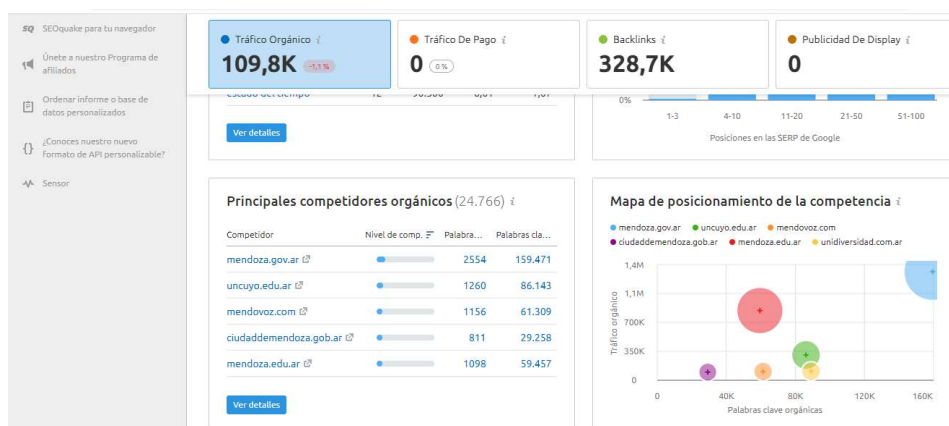 SEOquake para tu navegador
Únete a nuestro Programa de
afiliados
Ordenar informe o base de
datos personalizados
¿Conoces nuestro nuevo
formato de API personalizable?
Sensor
Tráfico Orgánico i
109,8K -1,1 %
Tráfico De Pago i
0 0 %
Backlinks i
328,7K
Publicidad De Display i
0
Ver detalles
0%
1-3 4-10 11-20 21-50 51-100
Posiciones en las SERP de Google
Principales competidores orgánicos (24.766) i
Competidor Nivel de comp. Palabra... Palabras cla...
mendoza.gov.ar 2554 159.471
uncuyo.edu.ar 1260 86.143
mendovoz.com 1156 61.309
ciudaddemendoza.gob.ar 811 29.258
mendoza.edu.ar 1098 59.457
Ver detalles
Mapa de posicionamiento de la competencia i
mendoza.gov.ar uncuyo.edu.ar mendovoz.com
ciudaddemendoza.gob.ar mendoza.edu.ar unidiversidad.com.ar
Tráfico orgánico
1,4M
1,1M
700K
350K
0
0 40K 80K 120K 160K
Palabras clave orgánicas